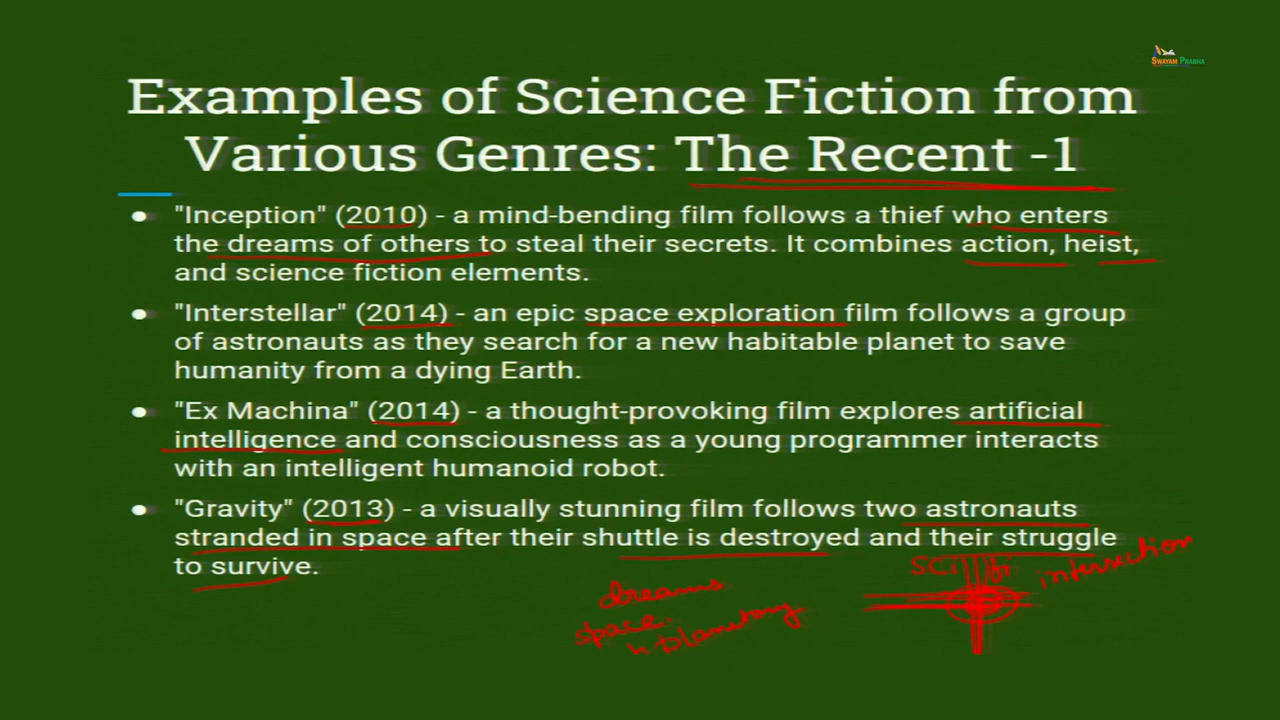 SWAYAM PRABHA
Examples of Science Fiction from
Various Genres: The Recent -1
● "Inception" (2010) - a mind-bending film follows a thief who enters
the dreams of others to steal their secrets. It combines action, heist,
and science fiction elements.
● "Interstellar" (2014) - an epic space exploration film follows a group
of astronauts as they search for a new habitable planet to save
humanity from a dying Earth.
● "Ex Machina" (2014) - a thought-provoking film explores artificial
intelligence and consciousness as a young programmer interacts
with an intelligent humanoid robot.
● "Gravity" (2013) - a visually stunning film follows two astronauts
stranded in space after their shuttle is destroyed and their struggle
to survive.
sci fi intersection
dreams
space.
planetary